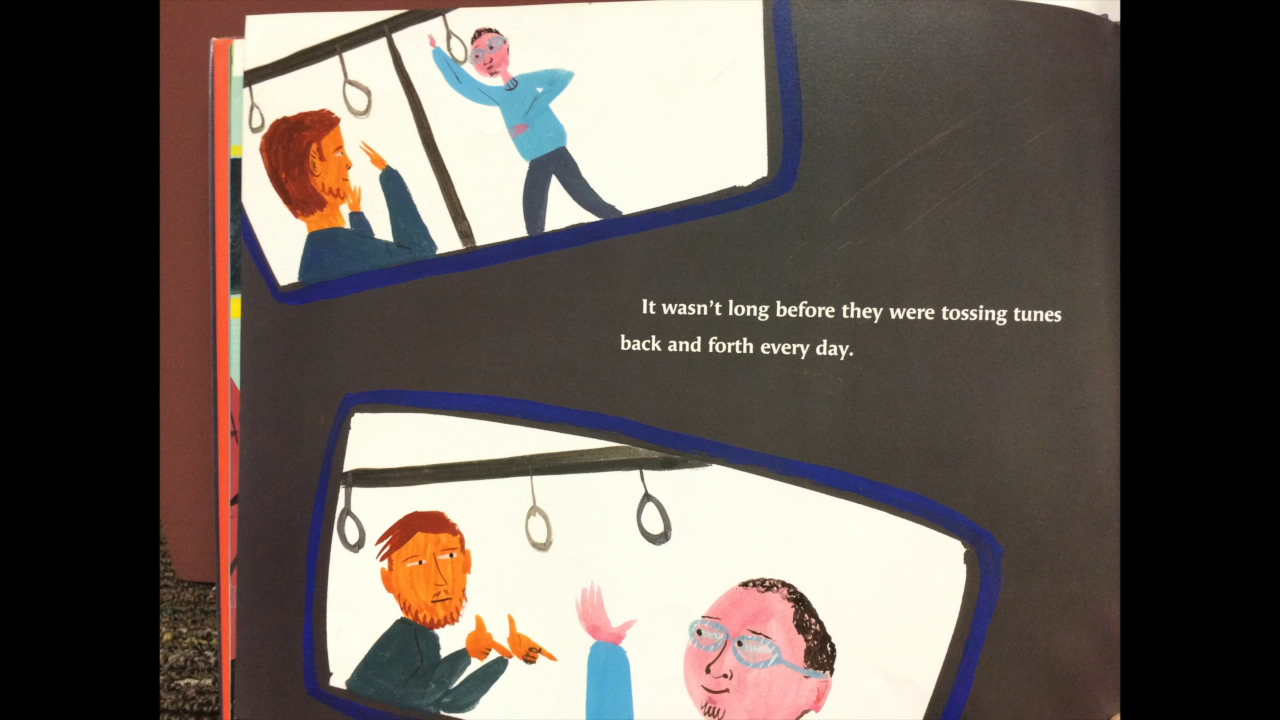 It wasn’t long before they were tossing tunes
back and forth every day.